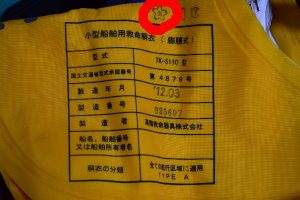 小型船舶用救命胴衣(膨脹式)
型式 TK-5110 型
国土交通省型式承認番号 第 4879 号
製造年月 '12.03
製造番号
製造者 高階救命器具株式会社
船名、船舶番号
又は船舶所有者名
胴衣の分類 全ての航行区域に適用
TYPE A